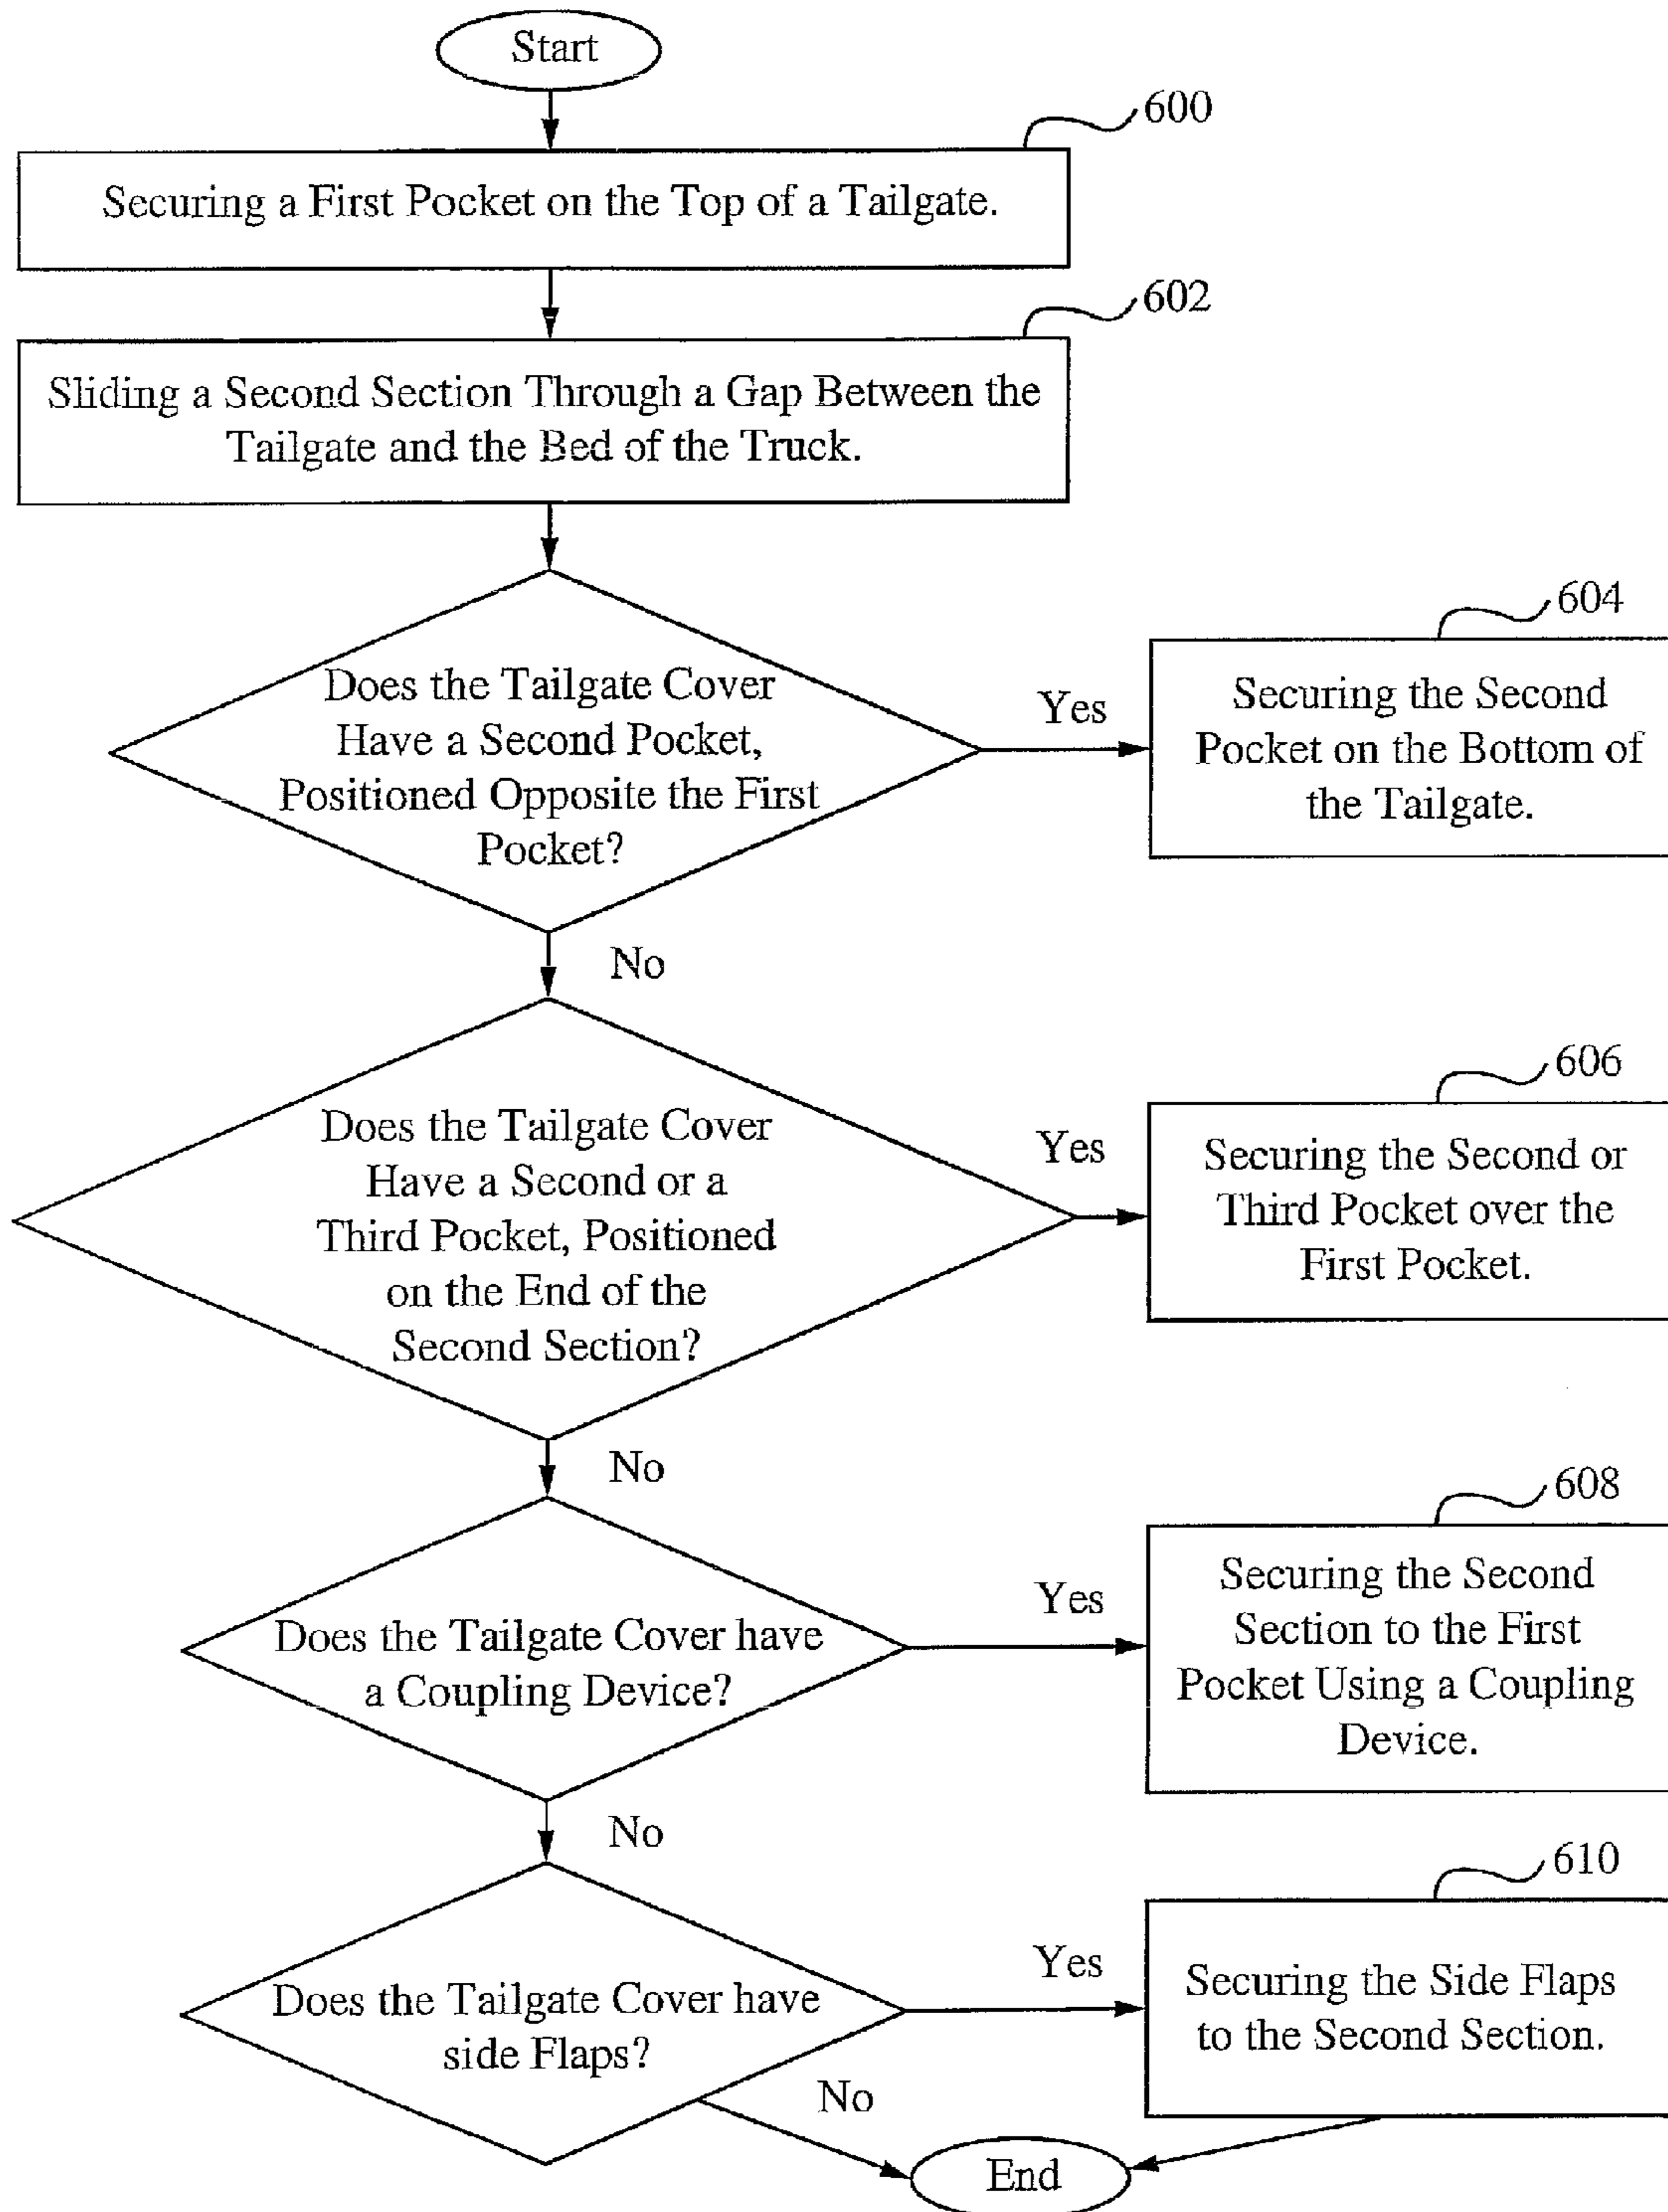 Start
600
Securing a First Pocket on the Top of a Tailgate.
602
Sliding a Second Section Through a Gap Between the
Tailgate and the Bed of the Truck.
Does the Tailgate Cover
Have a Second Pocket,
Positioned Opposite the First
Pocket?
Yes
604
Securing the Second
Pocket on the Bottom of
the Tailgate.
No
Does the Tailgate Cover
Have a Second or a
Third Pocket, Positioned
on the End of the
Second Section?
Yes
606
Securing the Second or
Third Pocket over the
First Pocket.
No
Does the Tailgate Cover have
a Coupling Device?
Yes
608
Securing the Second
Section to the First
Pocket Using a Coupling
Device.
No
Does the Tailgate Cover have
side Flaps?
Yes
610
Securing the Side Flaps
to the Second Section.
No
End